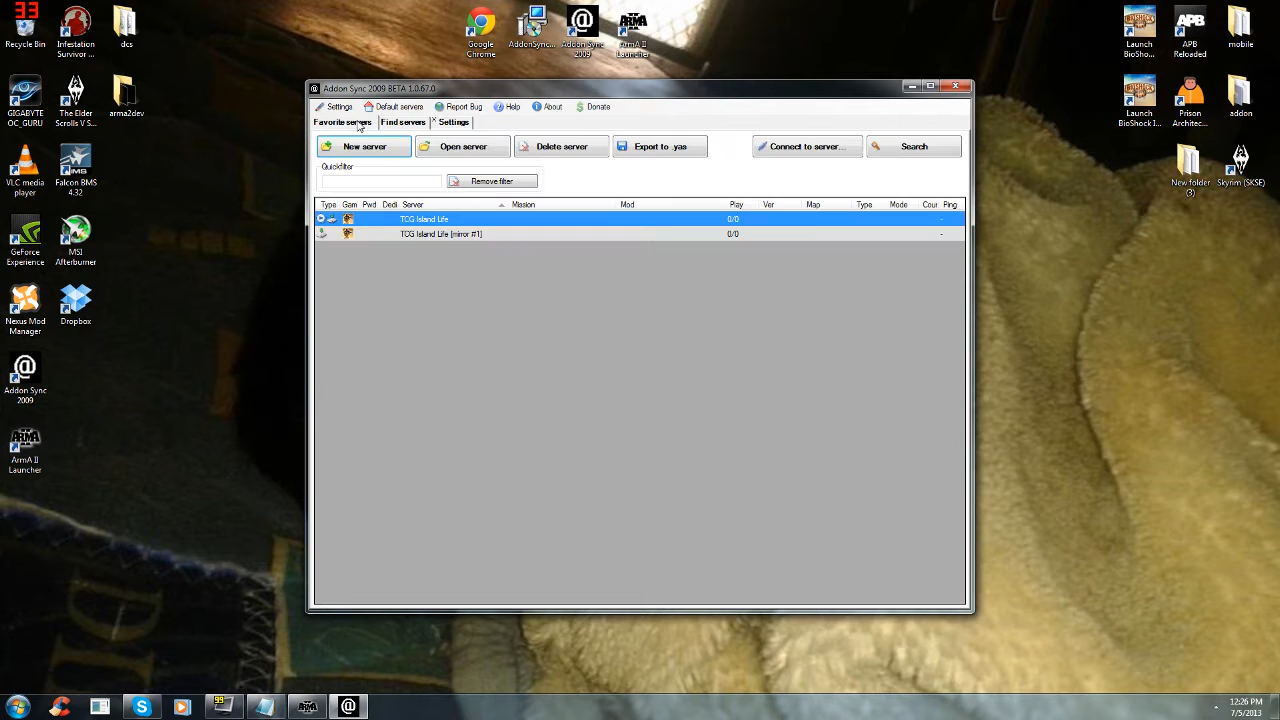 33
Recycle Bin
Infestation Survivor ...
dcs
Google Chrome
AddonSync...
Addon Sync 2009
ArmA II Launcher
Launch BioSho...
APB Reloaded
mobile
GIGABYTE OC_GURU
The Elder Scrolls V S...
arma2dev
Launch BioShock I...
Prison Architec...
addon
VLC media player
Falcon BMS 4.32
New folder (3)
Skyrim (SKSE)
GeForce Experience
MSI Afterburner
Nexus Mod Manager
Dropbox
Addon Sync 2009
ArmA II Launcher
Addon Sync 2009 BETA 1.0.67.0
Settings Default servers Report Bug Help About Donate
Favorite servers Find servers Settings
New server Open server Delete server Export to .yas Connect to server... Search
Quickfilter
Remove filter
Type Gam Pwd Dedi Server Mission Mod Play Ver Map Type Mode Cour Ping
TCG Island Life 0/0 -
TCG Island Life [mirror #1] 0/0 -
99
12:26 PM
7/5/2013